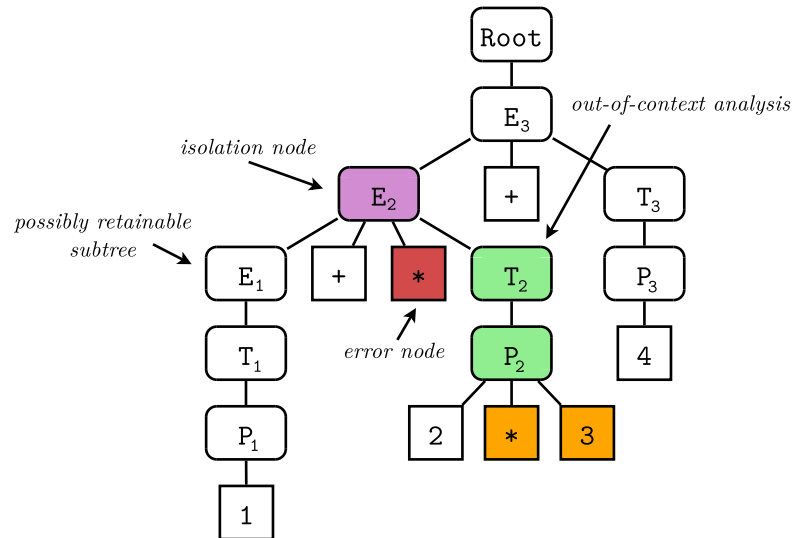 Root
out-of-context analysis
E3
isolation node
E2
+
T3
possibly retainable
subtree
E1
+
*
T2
P3
error node
T1
P2
4
P1
2
*
3
1